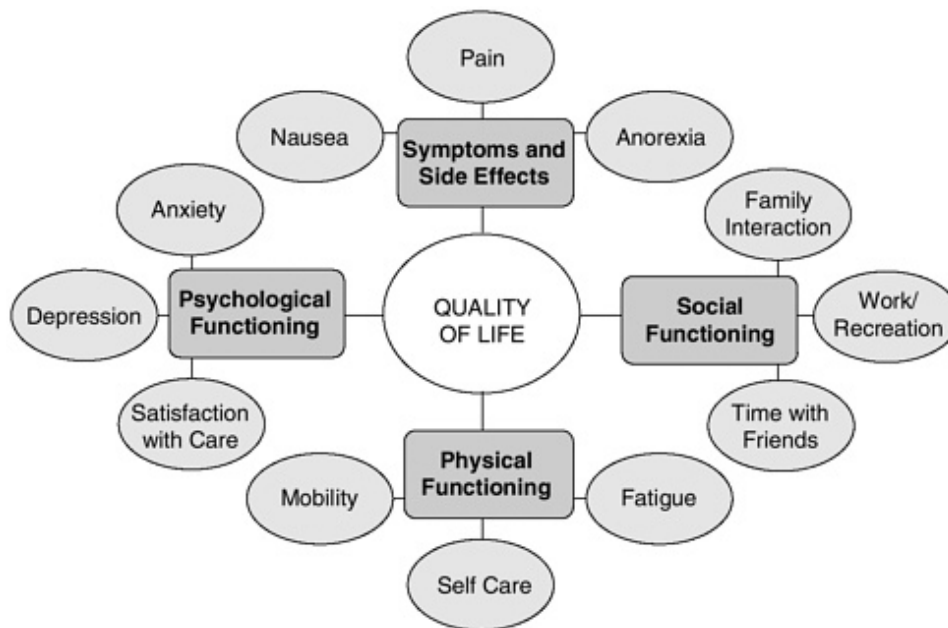 Pain
Nausea
Symptoms and
Side Effects
Anorexia
Anxiety
Family
Interaction
Depression
Psychological
Functioning
QUALITY
OF LIFE
Social
Functioning
Work/
Recreation
Satisfaction
with Care
Time with
Friends
Mobility
Physical
Functioning
Fatigue
Self Care